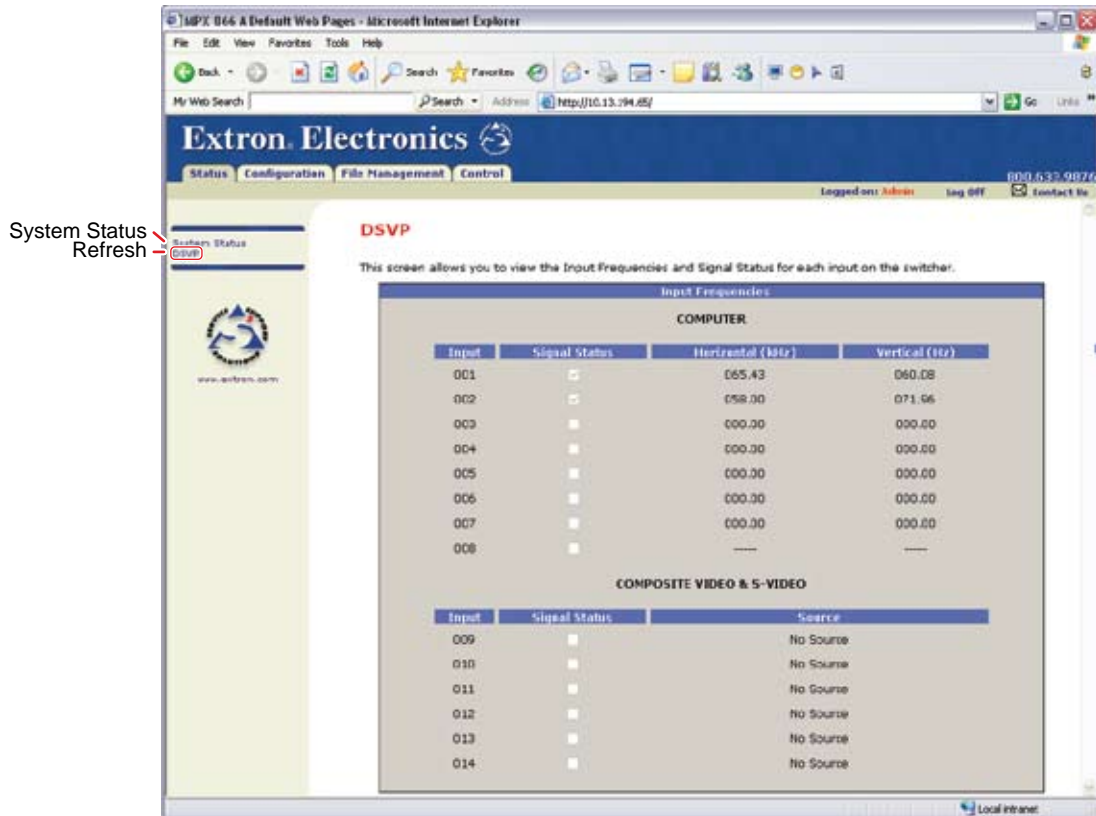 MPX 866 A Default Web Pages - Microsoft Internet Explorer
File Edit View Favorites Tools Help
Back Search Favorites
My Web Search Search Address http://10.13.194.65/ Go Links
Extron Electronics
Status Configuration File Management Control
800.633.9876
Logged on: Admin Log Off Contact Us
System Status
Refresh
System Status
DSVP
www.extron.com
DSVP
This screen allows you to view the Input Frequencies and Signal Status for each input on the switcher.
Input Frequencies
COMPUTER
Input Signal Status Horizontal (kHz) Vertical (Hz)
001 065.43 060.08
002 058.00 071.96
003 000.00 000.00
004 000.00 000.00
005 000.00 000.00
006 000.00 000.00
007 000.00 000.00
008 ----- -----
COMPOSITE VIDEO & S-VIDEO
Input Signal Status Source
009 No Source
010 No Source
011 No Source
012 No Source
013 No Source
014 No Source
Local intranet